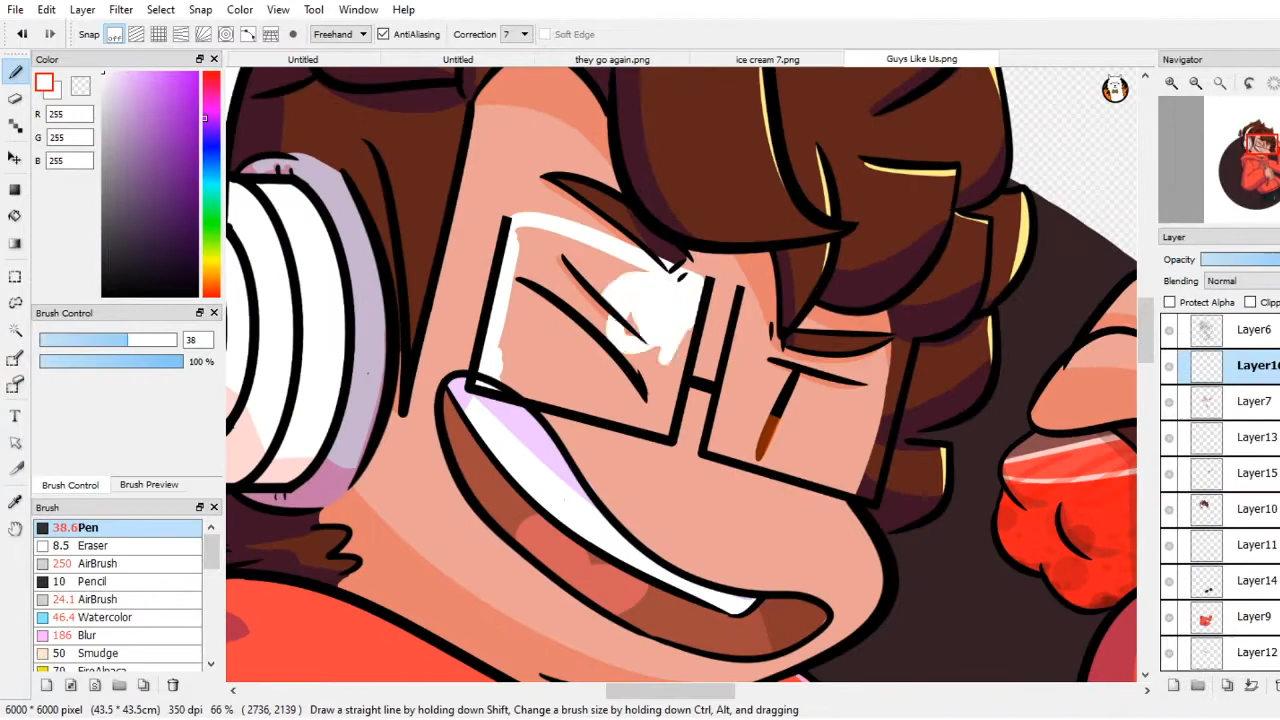 File Edit Layer Filter Select Snap Color View Tool Window Help
Snap off Freehand AntiAliasing Correction 7 Soft Edge
Color Untitled Untitled they go again.png ice cream 7.png Guys Like Us.png Navigator
R 255
G 255
B 255
Layer
Opacity
Blending Normal
Protect Alpha
Brush Control
38
100 %
Layer6
Layer7
Layer13
Layer15
Layer10
Layer11
Layer14
Layer9
Layer12
Brush Control Brush Preview
Brush
38.6 Pen
8.5 Eraser
250 AirBrush
10 Pencil
24.1 AirBrush
46.4 Watercolor
186 Blur
50 Smudge
6000 * 6000 pixel (43.5 * 43.5cm) 350 dpi 66 % ( 2736, 2139 ) Draw a straight line by holding down Shift, Change a brush size by holding down Ctrl, Alt, and dragging